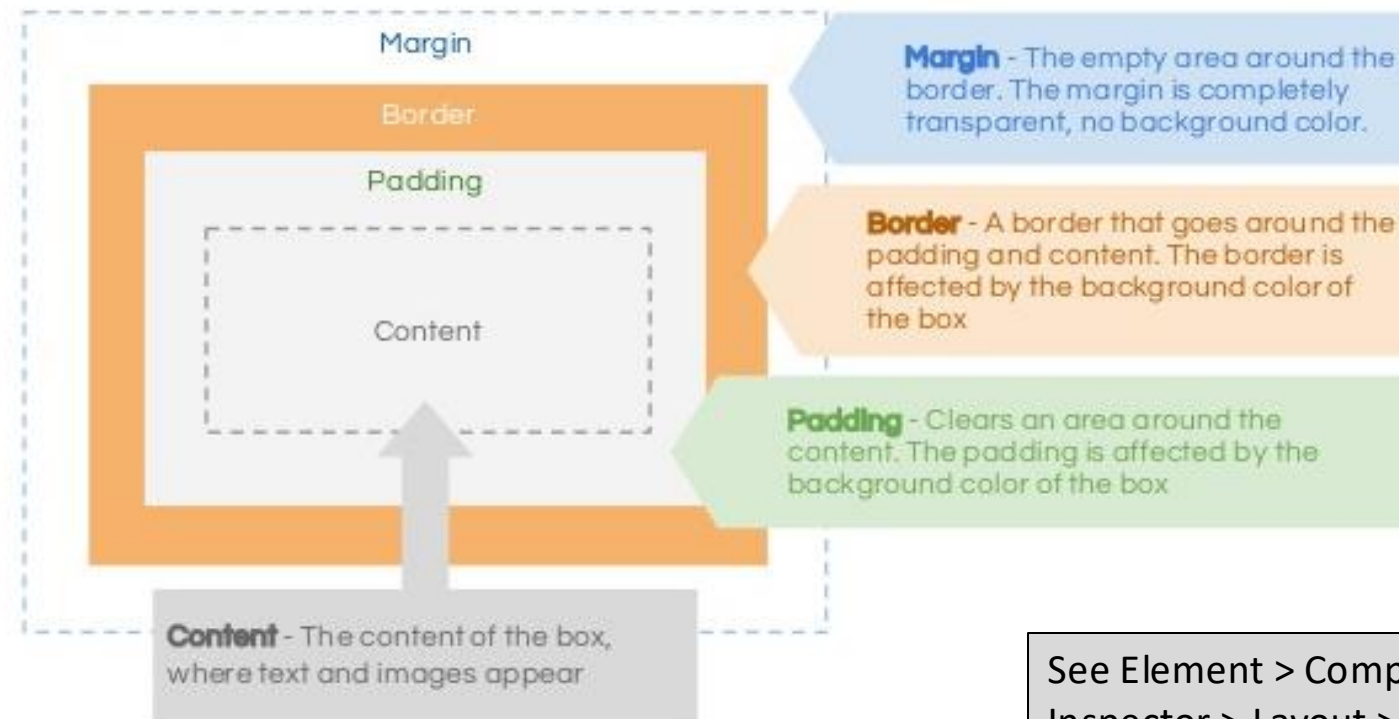 Margin
Border
Padding
Content
Margin - The empty area around the
border. The margin is completely
transparent, no background color.
Border - A border that goes around the
padding and content. The border is
affected by the background color of
the box
Padding - Clears an area around the
content. The padding is affected by the
background color of the box
Content - The content of the box,
where text and images appear
See Element > Comp
Inspector > Layout >